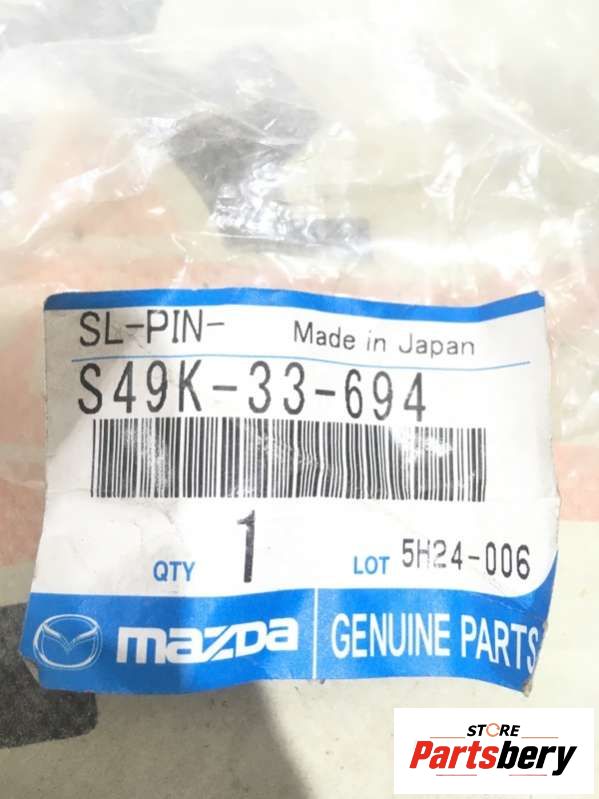 SL-PIN- Made in Japan
S49K-33-694
QTY 1 LOT 5H24-006
mazda GENUINE PARTS
STORE
Partsbery